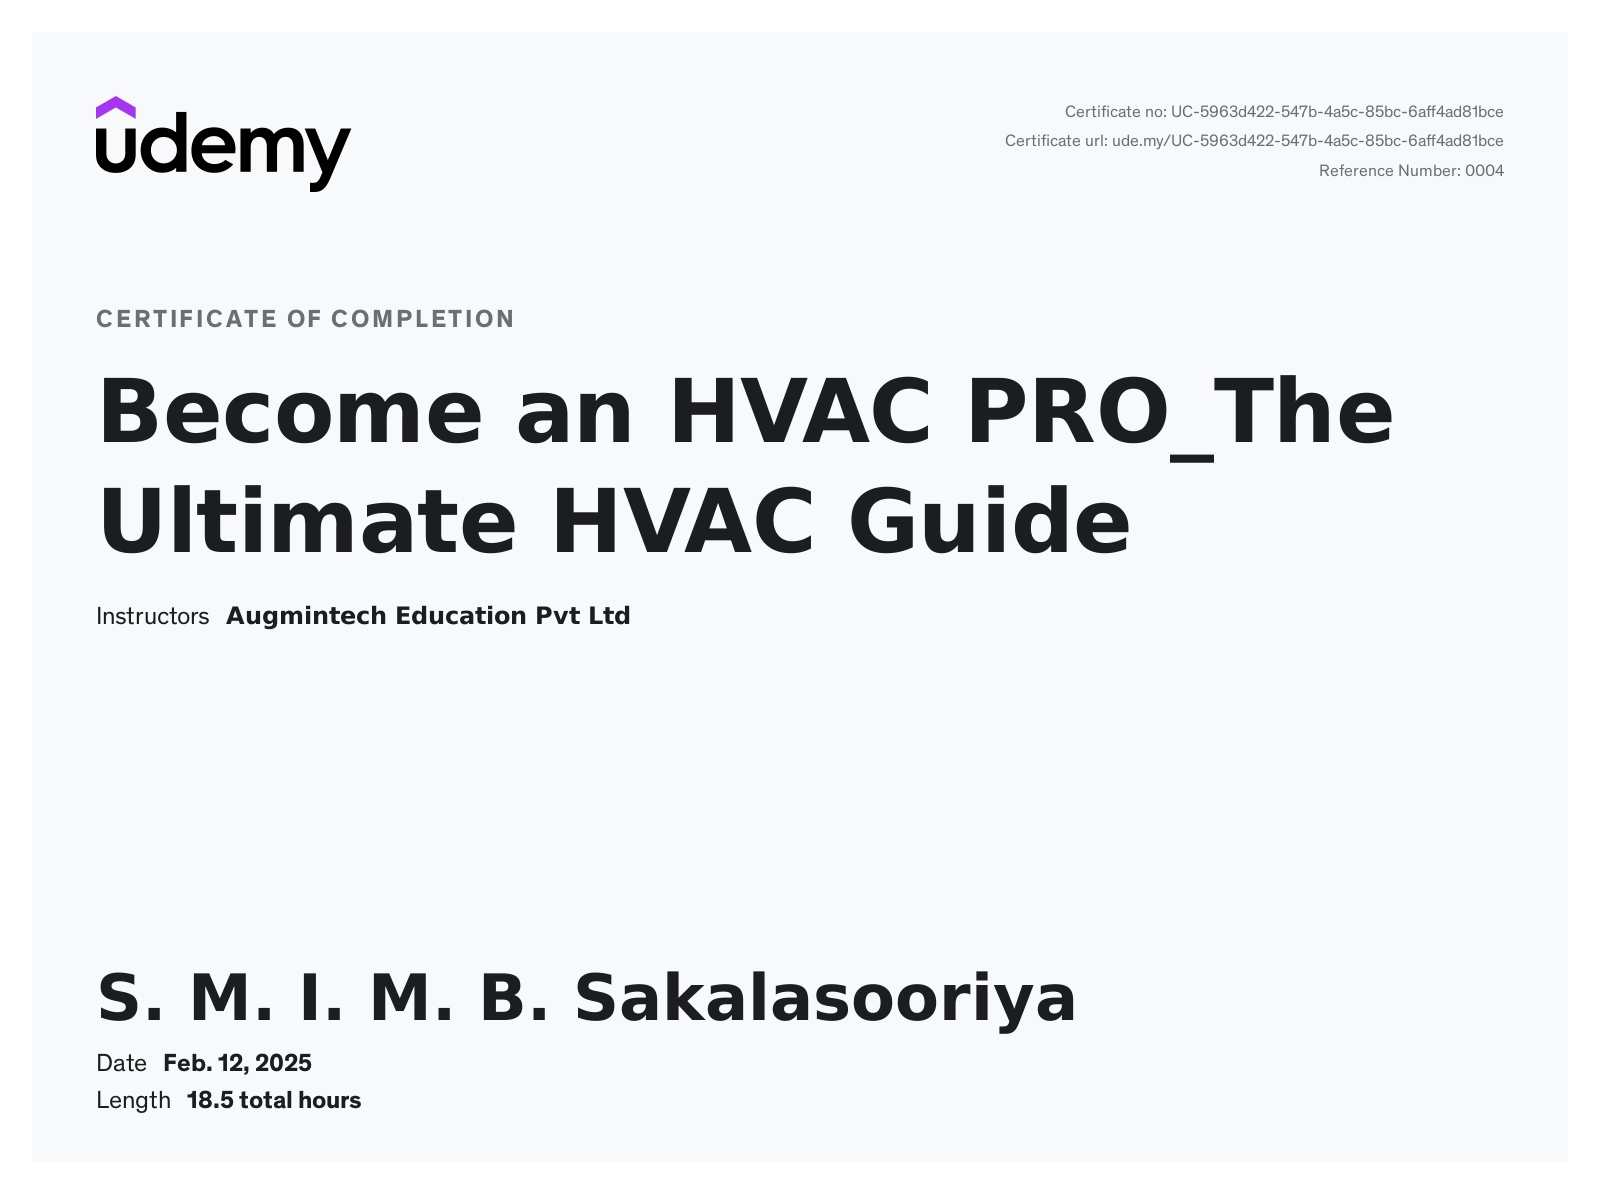 udemy
Certificate no: UC-5963d422-547b-4a5c-85bc-6aff4ad81bce
Certificate url: ude.my/UC-5963d422-547b-4a5c-85bc-6aff4ad81bce
Reference Number: 0004
CERTIFICATE OF COMPLETION
Become an HVAC PRO_The
Ultimate HVAC Guide
Instructors Augmintech Education Pvt Ltd
S. M. I. M. B. Sakalasooriya
Date Feb. 12, 2025
Length 18.5 total hours